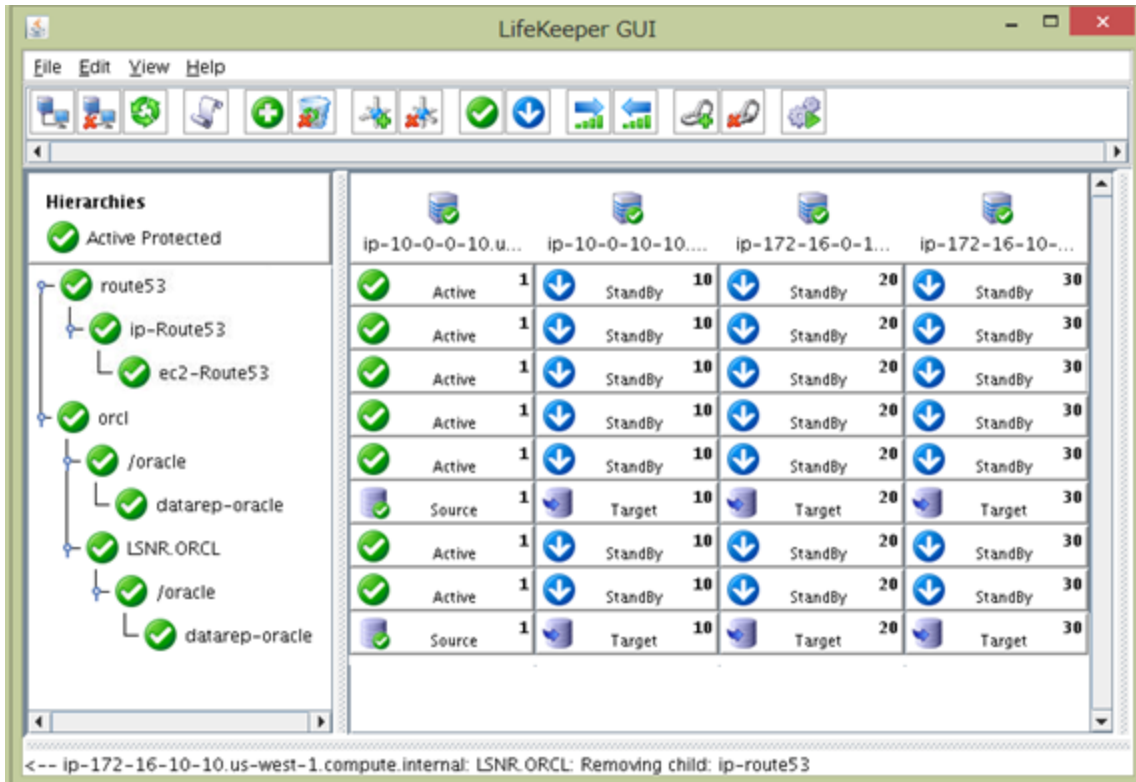 LifeKeeper GUI
File Edit View Help
Hierarchies
Active Protected
ip-10-0-0-10.u... ip-10-0-10-10.... ip-172-16-0-1... ip-172-16-10-...
route53 Active 1 StandBy 10 StandBy 20 StandBy 30
ip-Route53 Active 1 StandBy 10 StandBy 20 StandBy 30
ec2-Route53 Active 1 StandBy 10 StandBy 20 StandBy 30
orcl Active 1 StandBy 10 StandBy 20 StandBy 30
/oracle Active 1 StandBy 10 StandBy 20 StandBy 30
datarep-oracle Source 1 Target 10 Target 20 Target 30
LSNR.ORCL Active 1 StandBy 10 StandBy 20 StandBy 30
/oracle Active 1 StandBy 10 StandBy 20 StandBy 30
datarep-oracle Source 1 Target 10 Target 20 Target 30
<-- ip-172-16-10-10.us-west-1.compute.internal: LSNR.ORCL: Removing child: ip-route53